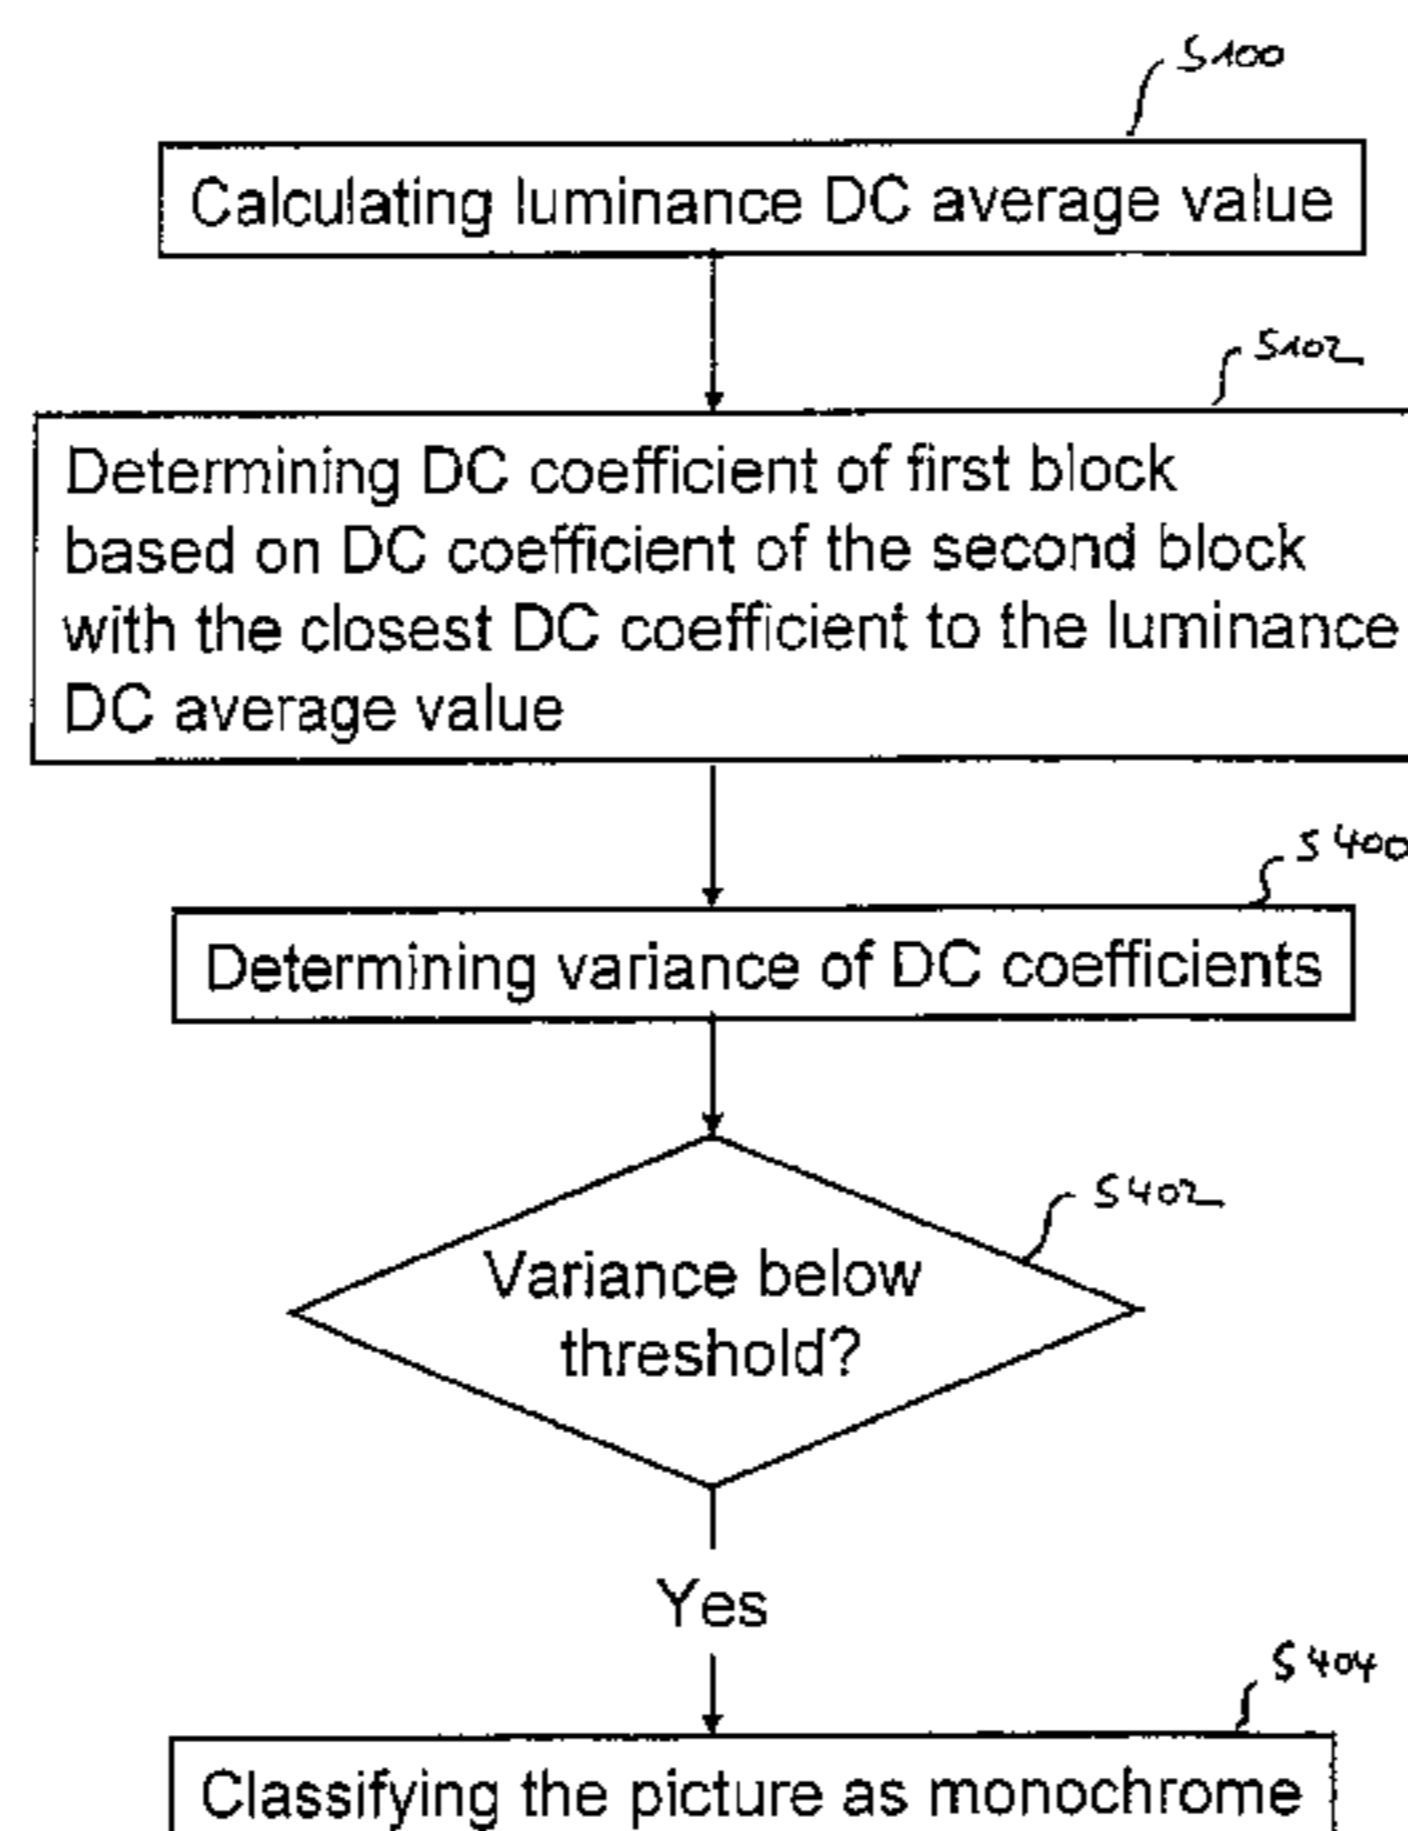 S100
Calculating luminance DC average value
S102
Determining DC coefficient of first block
based on DC coefficient of the second block
with the closest DC coefficient to the luminance
DC average value
S400
Determining variance of DC coefficients
S402
Variance below
threshold?
Yes
S404
Classifying the picture as monochrome